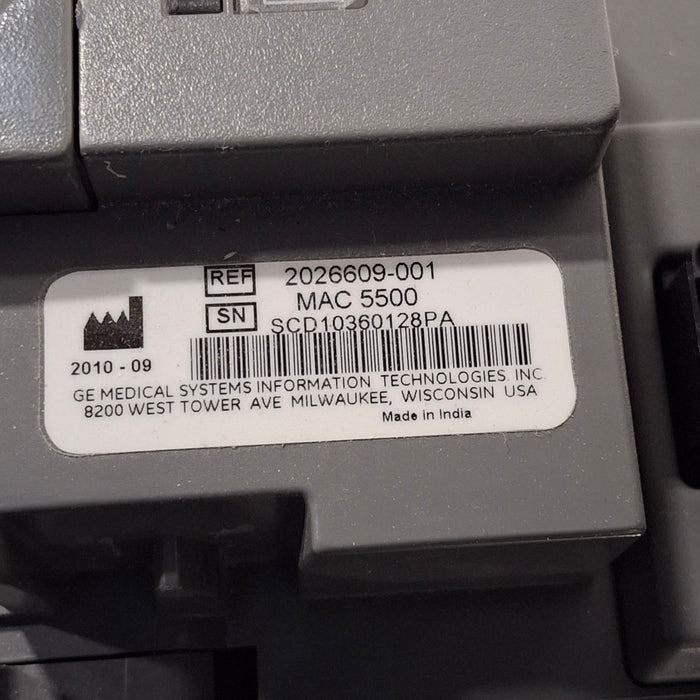 REF 2026609-001
MAC 5500
SN SCD10360128PA
2010 - 09
GE MEDICAL SYSTEMS INFORMATION TECHNOLOGIES. INC.
8200 WEST TOWER AVE MILWAUKEE, WISCONSIN USA
Made in India